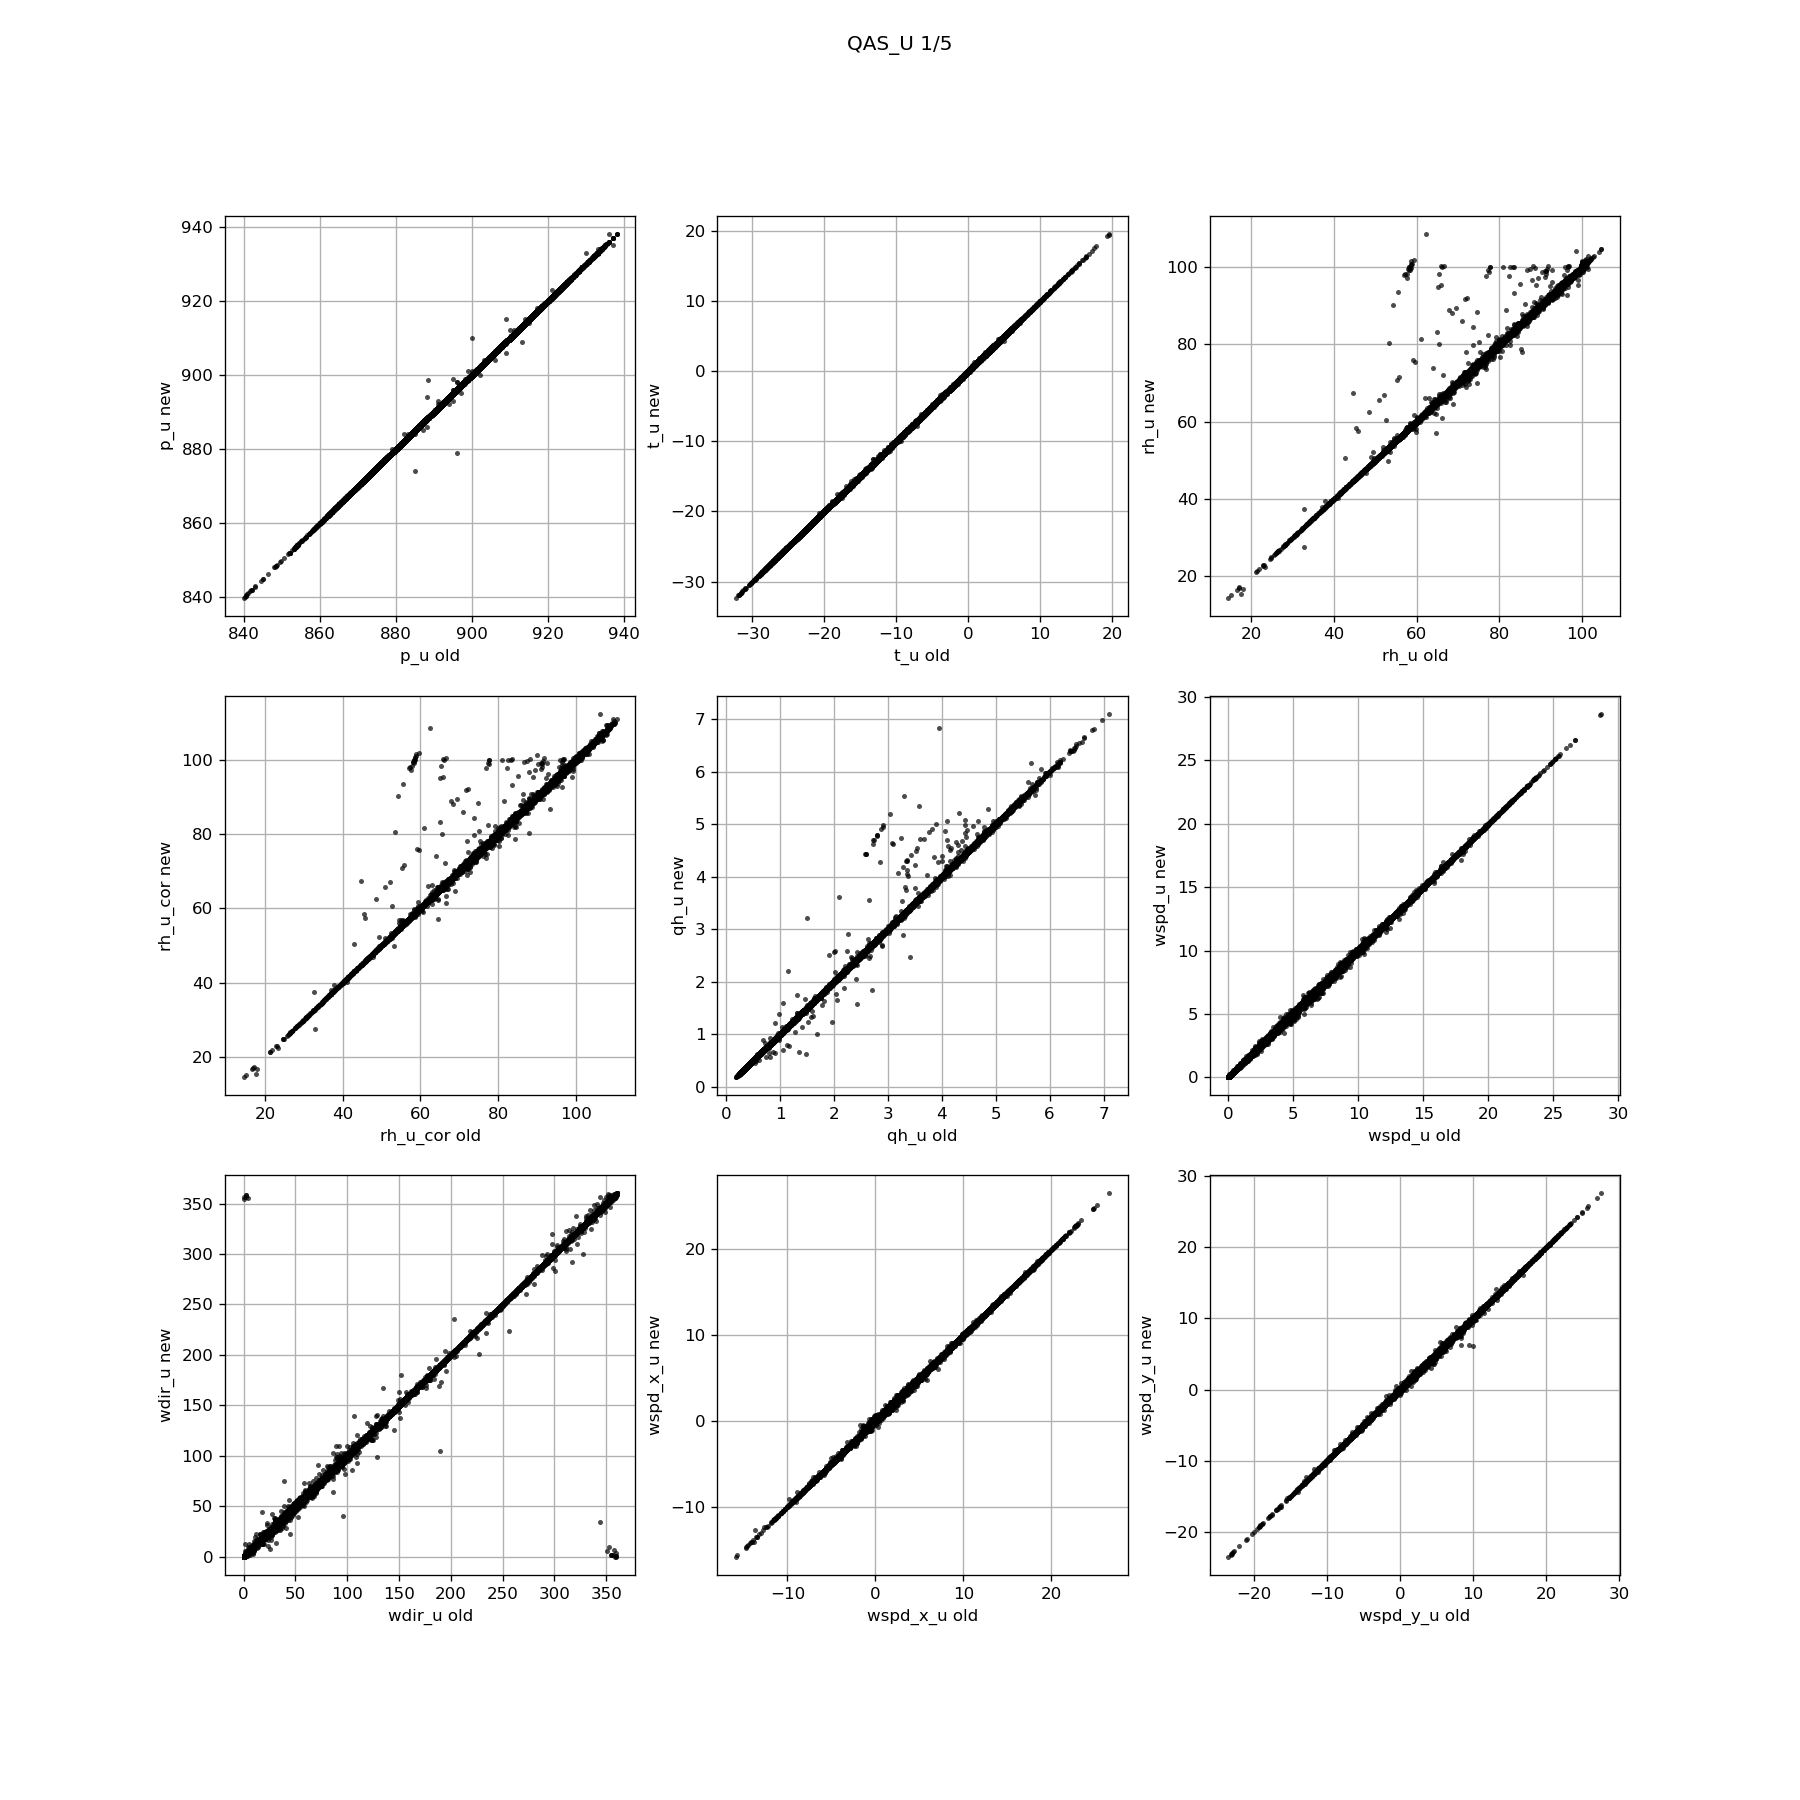 QAS_U 1/5
940
920
900
880
860
840
p_u new
840 860 880 900 920 940
p_u old
20
10
0
−10
−20
−30
t_u new
−30 −20 −10 0 10 20
t_u old
100
80
60
40
20
rh_u new
20 40 60 80 100
rh_u old
100
80
60
40
20
rh_u_cor new
20 40 60 80 100
rh_u_cor old
7
6
5
4
3
2
1
0
qh_u new
0 1 2 3 4 5 6 7
qh_u old
30
25
20
15
10
5
0
wspd_u new
0 5 10 15 20 25 30
wspd_u old
350
300
250
200
150
100
50
0
wdir_u new
0 50 100 150 200 250 300 350
wdir_u old
20
10
0
−10
wspd_x_u new
−10 0 10 20
wspd_x_u old
30
20
10
0
−10
−20
wspd_y_u new
−20 −10 0 10 20 30
wspd_y_u old